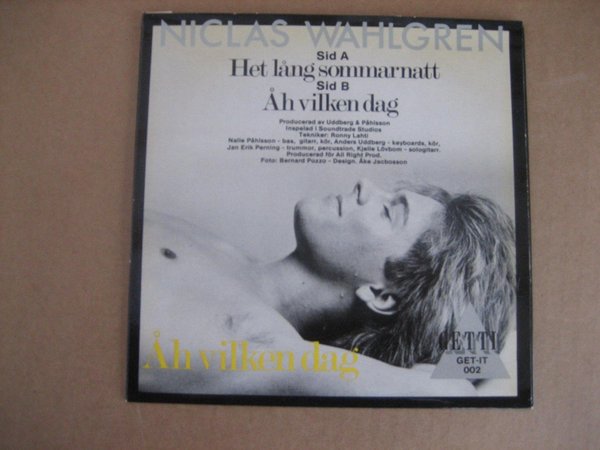 NICLAS WAHLGREN
Sid A
Het lång sommarnatt
Sid B
Åh vilken dag
Producerad av Uddberg & Påhlsson
Inspelad i Soundtrade Studios
Tekniker: Ronny Lahti
Nalle Påhlsson - bas, gitarr, kör, Anders Uddberg - keyboards, kör,
Jan Erik Perning - trummor, percussion, Kjelle Lövbom - sologitarr.
Producerad för All Right Prod.
Foto: Bernard Pozzo - Design, Åke Jacbosson
Åh vilken dag
GETTI
GET-IT
002